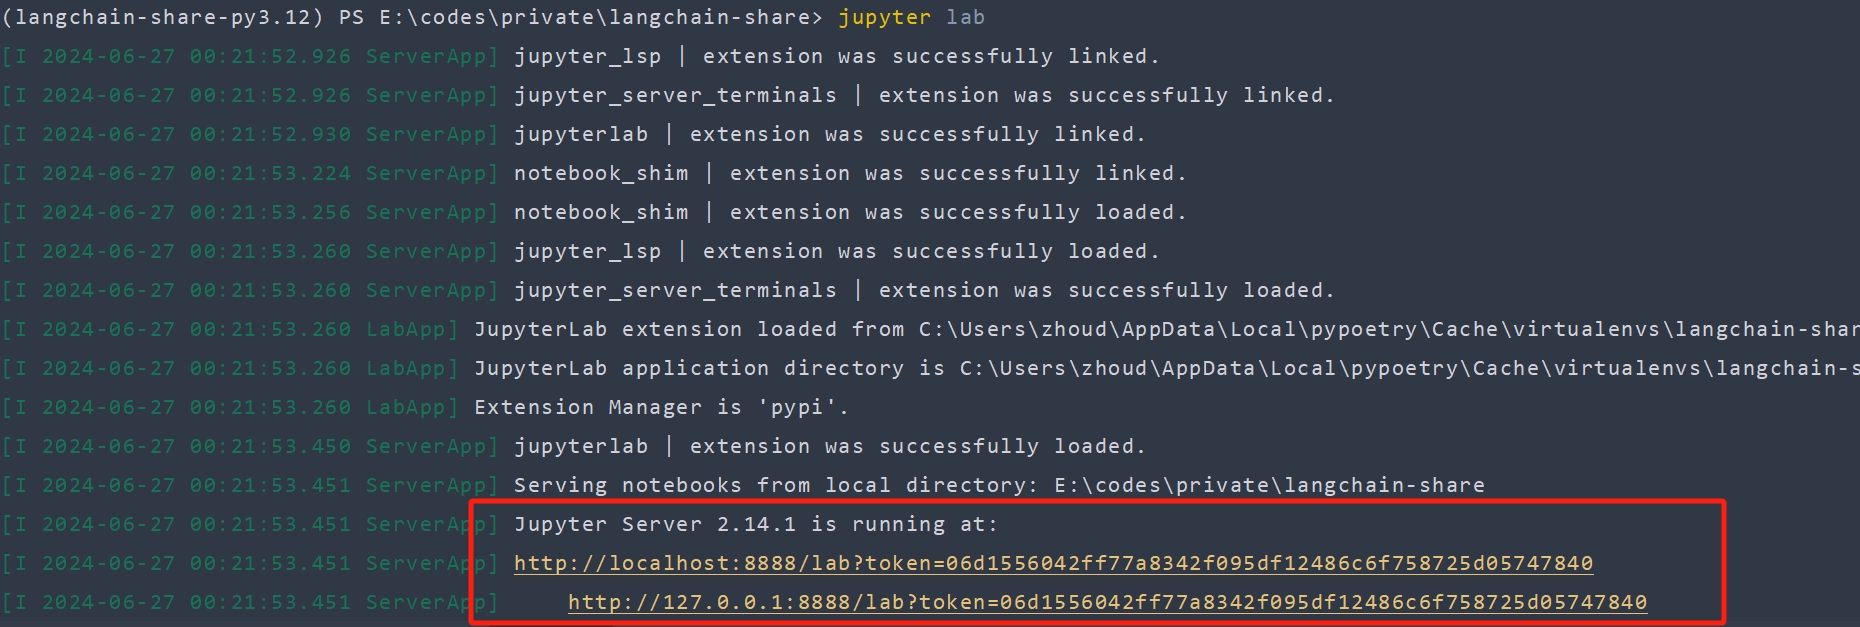 (langchain-share-py3.12) PS E:\codes\private\langchain-share> jupyter lab
[I 2024-06-27 00:21:52.926 ServerApp] jupyter_lsp | extension was successfully linked.
[I 2024-06-27 00:21:52.926 ServerApp] jupyter_server_terminals | extension was successfully linked.
[I 2024-06-27 00:21:52.930 ServerApp] jupyterlab | extension was successfully linked.
[I 2024-06-27 00:21:53.224 ServerApp] notebook_shim | extension was successfully linked.
[I 2024-06-27 00:21:53.256 ServerApp] notebook_shim | extension was successfully loaded.
[I 2024-06-27 00:21:53.260 ServerApp] jupyter_lsp | extension was successfully loaded.
[I 2024-06-27 00:21:53.260 ServerApp] jupyter_server_terminals | extension was successfully loaded.
[I 2024-06-27 00:21:53.260 LabApp] JupyterLab extension loaded from C:\Users\zhoud\AppData\Local\pypoetry\Cache\virtualenvs\langchain-shar
[I 2024-06-27 00:21:53.260 LabApp] JupyterLab application directory is C:\Users\zhoud\AppData\Local\pypoetry\Cache\virtualenvs\langchain-s
[I 2024-06-27 00:21:53.260 LabApp] Extension Manager is 'pypi'.
[I 2024-06-27 00:21:53.450 ServerApp] jupyterlab | extension was successfully loaded.
[I 2024-06-27 00:21:53.451 ServerApp] Serving notebooks from local directory: E:\codes\private\langchain-share
[I 2024-06-27 00:21:53.451 ServerApp] Jupyter Server 2.14.1 is running at:
[I 2024-06-27 00:21:53.451 ServerApp] http://localhost:8888/lab?token=06d1556042ff77a8342f095df12486c6f758725d05747840
[I 2024-06-27 00:21:53.451 ServerApp]     http://127.0.0.1:8888/lab?token=06d1556042ff77a8342f095df12486c6f758725d05747840